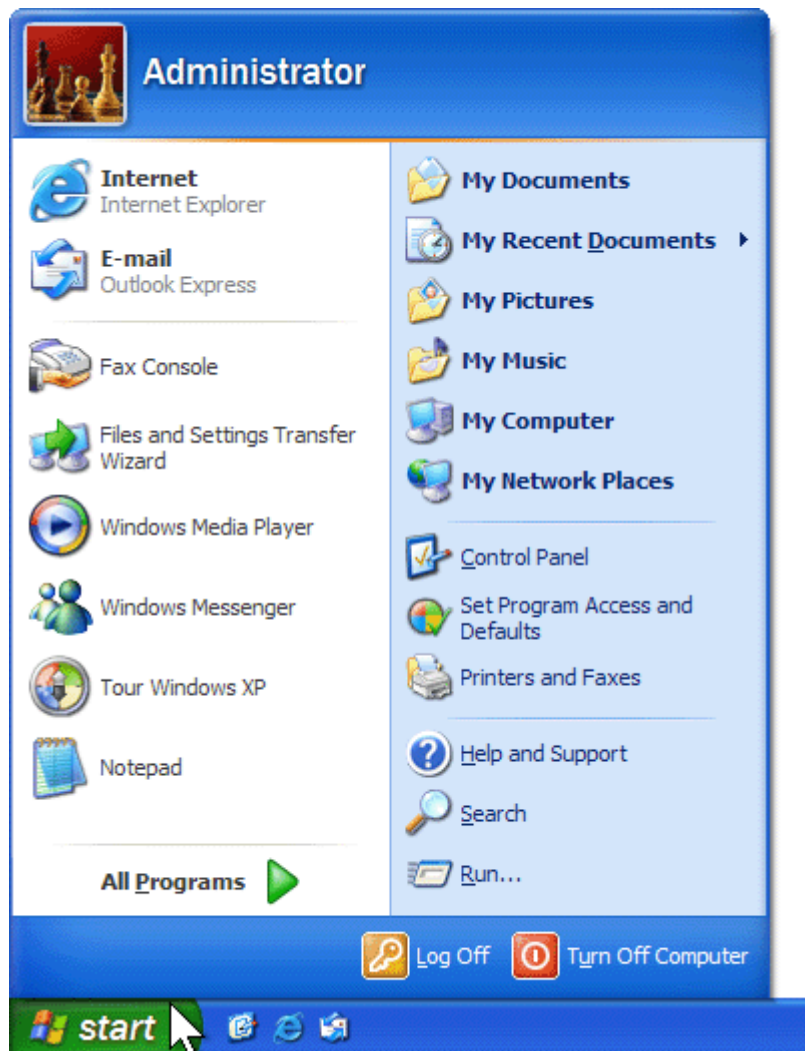 Administrator
Internet
Internet Explorer
E-mail
Outlook Express
Fax Console
Files and Settings Transfer
Wizard
Windows Media Player
Windows Messenger
Tour Windows XP
Notepad
All Programs
My Documents
My Recent Documents
My Pictures
My Music
My Computer
My Network Places
Control Panel
Set Program Access and
Defaults
Printers and Faxes
Help and Support
Search
Run...
Log Off
Turn Off Computer
start